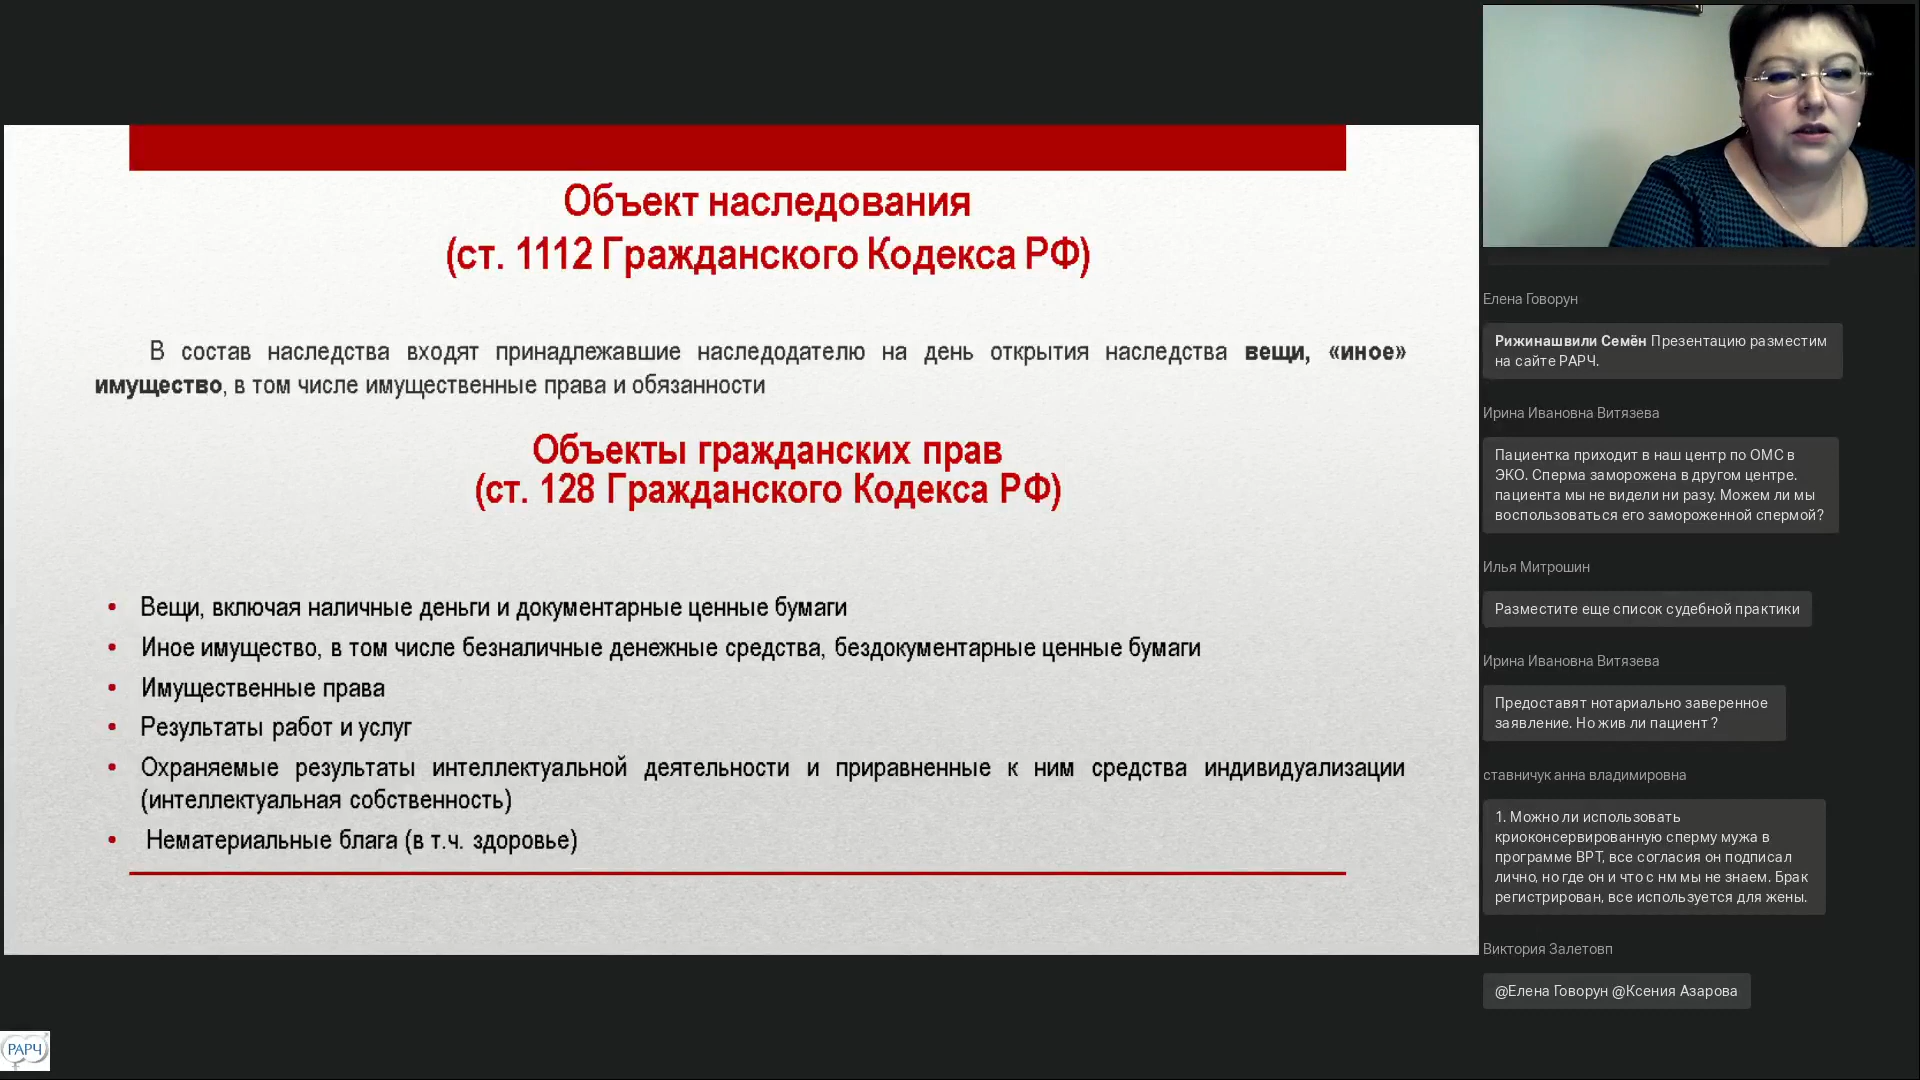 Объект наследования
(ст. 1112 Гражданского Кодекса РФ)
В состав наследства входят принадлежавшие наследодателю на день открытия наследства вещи, «иное»
имущество, в том числе имущественные права и обязанности
Объекты гражданских прав
(ст. 128 Гражданского Кодекса РФ)
• Вещи, включая наличные деньги и документарные ценные бумаги
• Иное имущество, в том числе безналичные денежные средства, бездокументарные ценные бумаги
• Имущественные права
• Результаты работ и услуг
• Охраняемые результаты интеллектуальной деятельности и приравненные к ним средства индивидуализации
(интеллектуальная собственность)
• Нематериальные блага (в т.ч. здоровье)
РАРЧ
Елена Говорун
Рижинашвили Семён Презентацию разместим
на сайте РАРЧ.
Ирина Ивановна Витязева
Пациентка приходит в наш центр по ОМС в
ЭКО. Сперма заморожена в другом центре.
пациента мы не видели ни разу. Можем ли мы
воспользоваться его замороженной спермой?
Илья Митрошин
Разместите еще список судебной практики
Ирина Ивановна Витязева
Предоставят нотариально заверенное
заявление. Но жив ли пациент ?
ставничук анна владимировна
1. Можно ли использовать
криоконсервированную сперму мужа в
программе ВРТ, все согласия он подписал
лично, но где он и что с нм мы не знаем. Брак
регистрирован, все используется для жены.
Виктория Залетовп
@Елена Говорун @Ксения Азарова